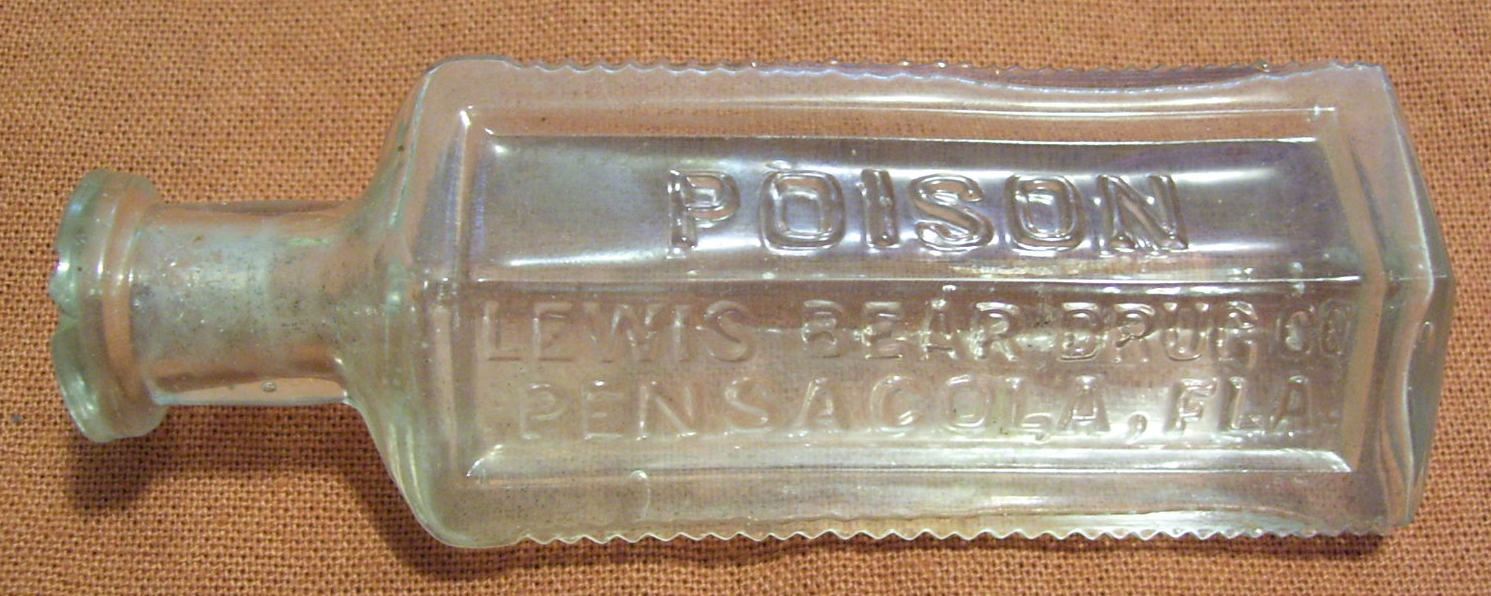 POISON
LEWIS BEAR DRUG CO
PENSACOLA, FLA.